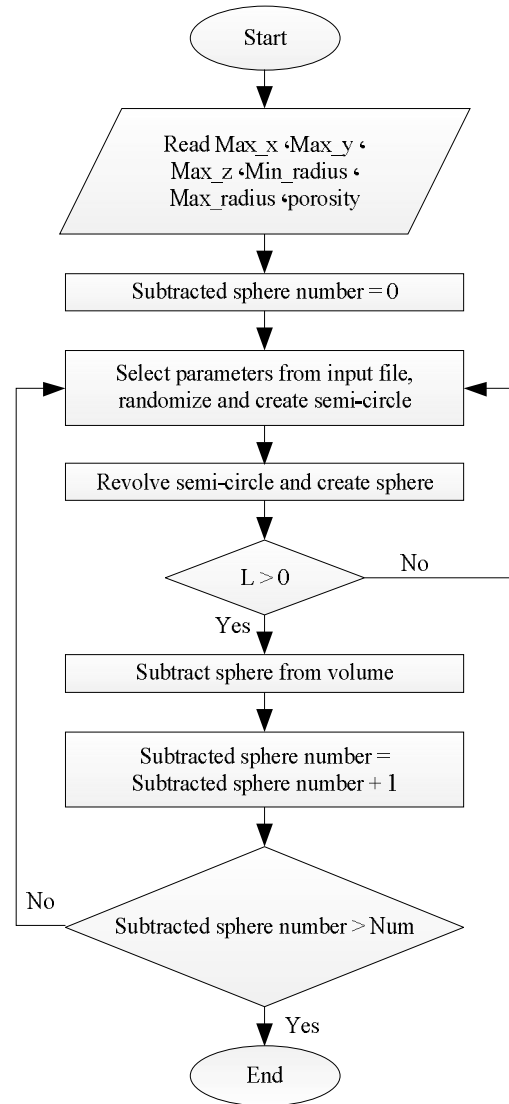 Start
Read Max_x ،Max_y ،
Max_z ،Min_radius ،
Max_radius ،porosity
Subtracted sphere number = 0
Select parameters from input file,
randomize and create semi-circle
Revolve semi-circle and create sphere
L > 0
No
Yes
Subtract sphere from volume
Subtracted sphere number =
Subtracted sphere number + 1
No
Subtracted sphere number > Num
Yes
End